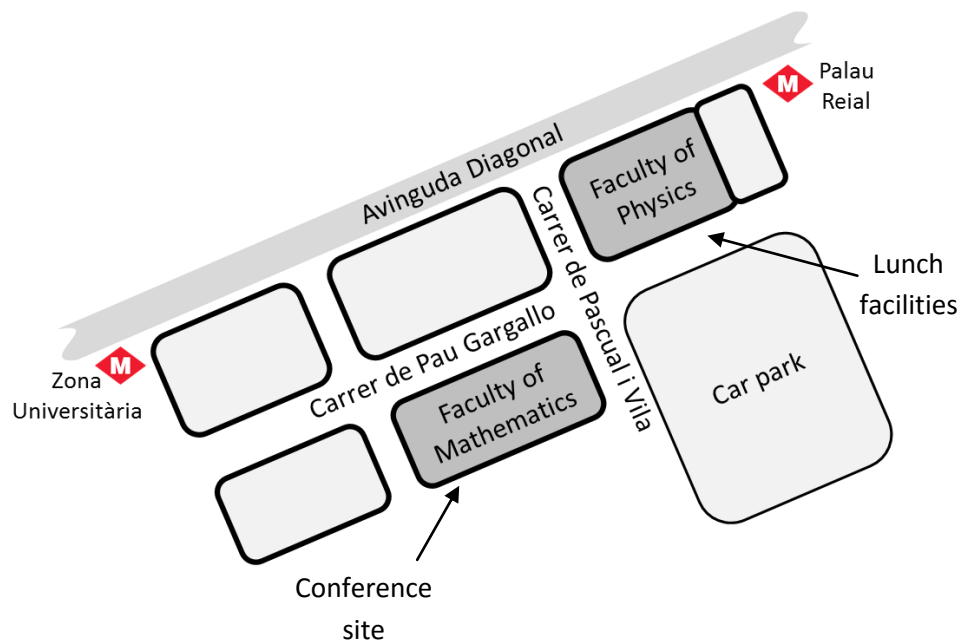 M
Palau
Reial
Avinguda Diagonal
Faculty of
Physics
Carrer de Pascual i Vila
Lunch
facilities
Carrer de Pau Gargallo
M
Zona
Universitària
Car park
Faculty of
Mathematics
Conference
site